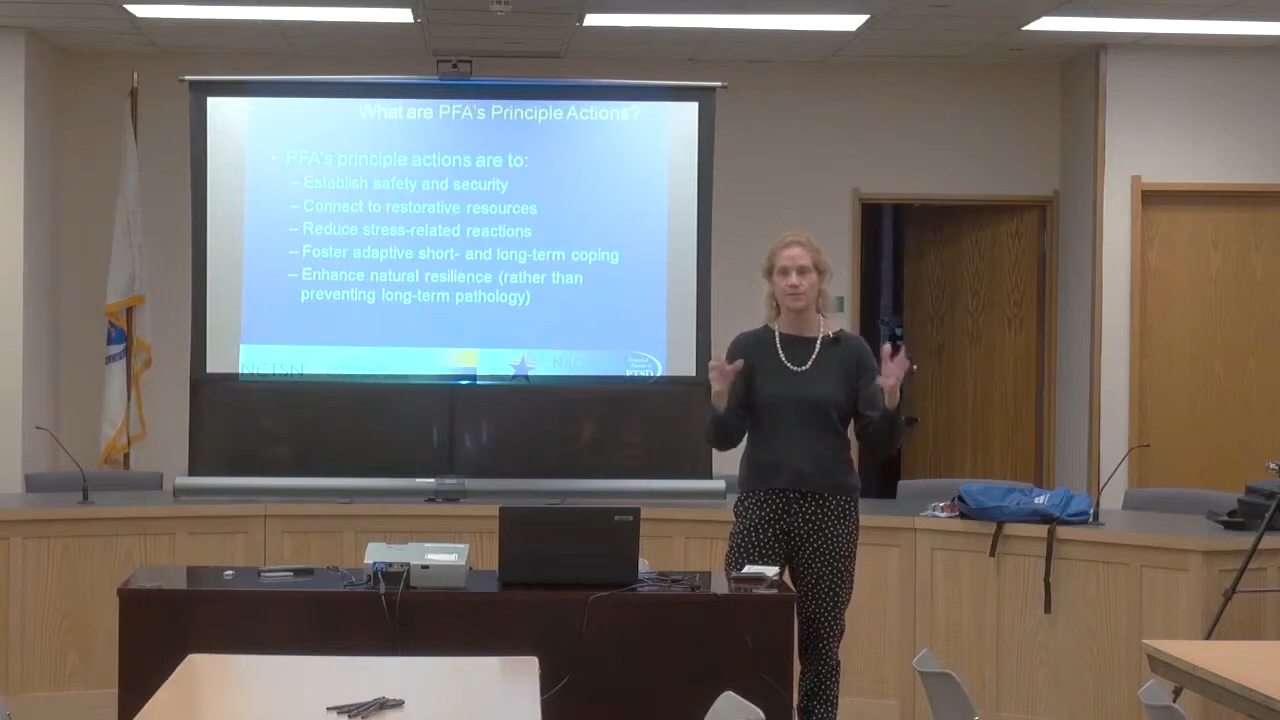 What are PFA's Principle Actions?
• PFA's principle actions are to:
– Establish safety and security
– Connect to restorative resources
– Reduce stress-related reactions
– Foster adaptive short- and long-term coping
– Enhance natural resilience (rather than
preventing long-term pathology)
NCTSN
NAC
PTSD